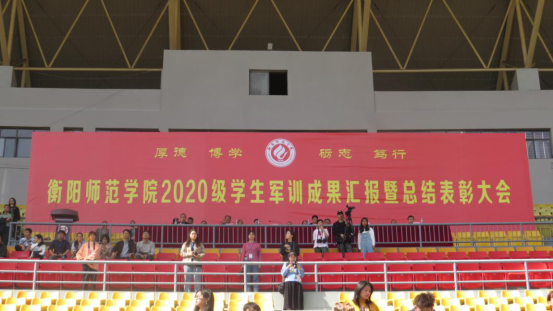 厚德 博学 砺志 笃行
衡阳师范学院2020级学生军训成果汇报暨总结表彰大会